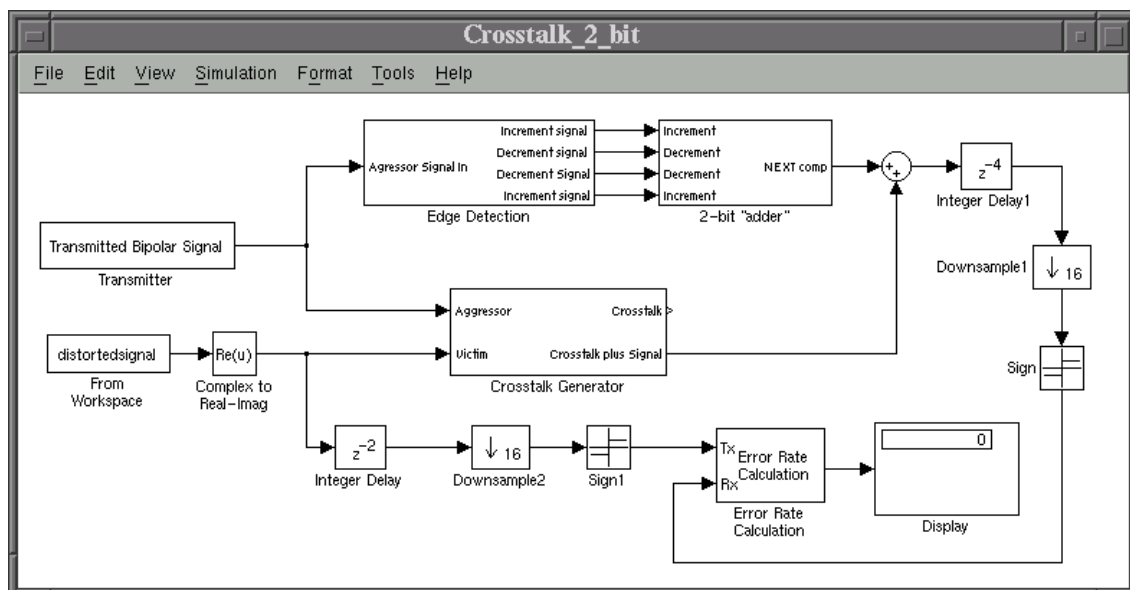 Crosstalk_2_bit
File Edit View Simulation Format Tools Help
Agressor Signal In
Increment signal
Decrement signal
Decrement Signal
Increment signal
Edge Detection
Increment
Decrement
Decrement
Increment
NEXT comp
2-bit "adder"
+
+
z-4
Integer Delay1
Transmitted Bipolar Signal
Transmitter
Downsample1
16
Aggressor
Victim
Crosstalk
Crosstalk plus Signal
Crosstalk Generator
distortedsignal
From
Workspace
Re(u)
Complex to
Real-Imag
Sign
z-2
Integer Delay
16
Downsample2
Sign1
Tx
Rx
Error Rate
Calculation
Error Rate
Calculation
0
Display